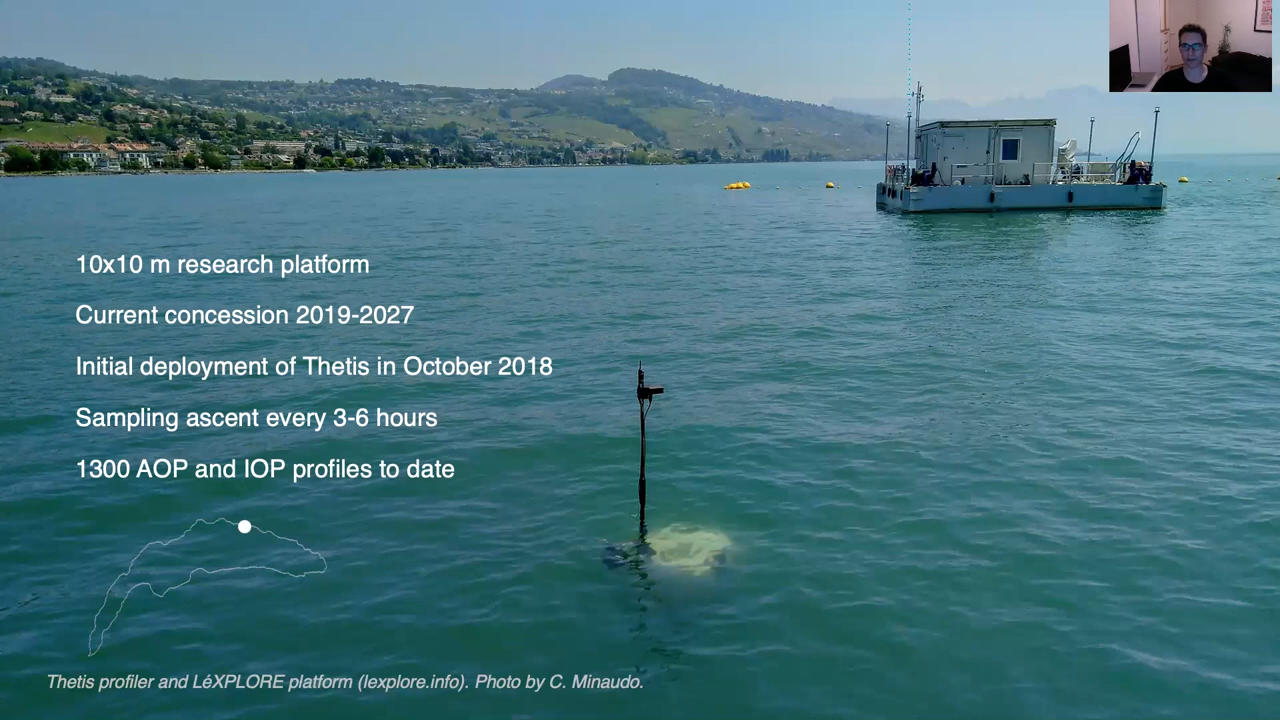 10x10 m research platform
Current concession 2019-2027
Initial deployment of Thetis in October 2018
Sampling ascent every 3-6 hours
1300 AOP and IOP profiles to date
Thetis profiler and LéXPLORE platform (lexplore.info). Photo by C. Minaudo.